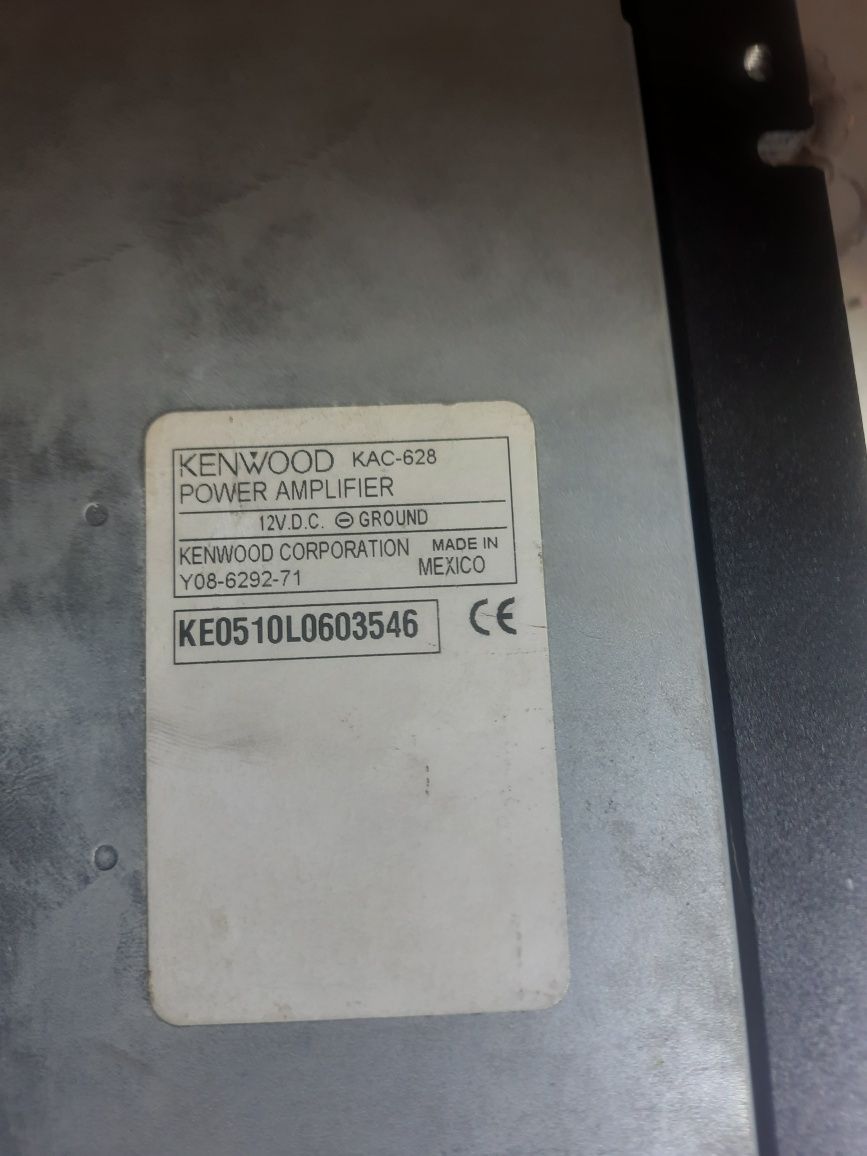 KENWOOD KAC-628
POWER AMPLIFIER
12V.D.C. ⊖ GROUND
KENWOOD CORPORATION MADE IN
Y08-6292-71 MEXICO
KE0510L0603546 CE